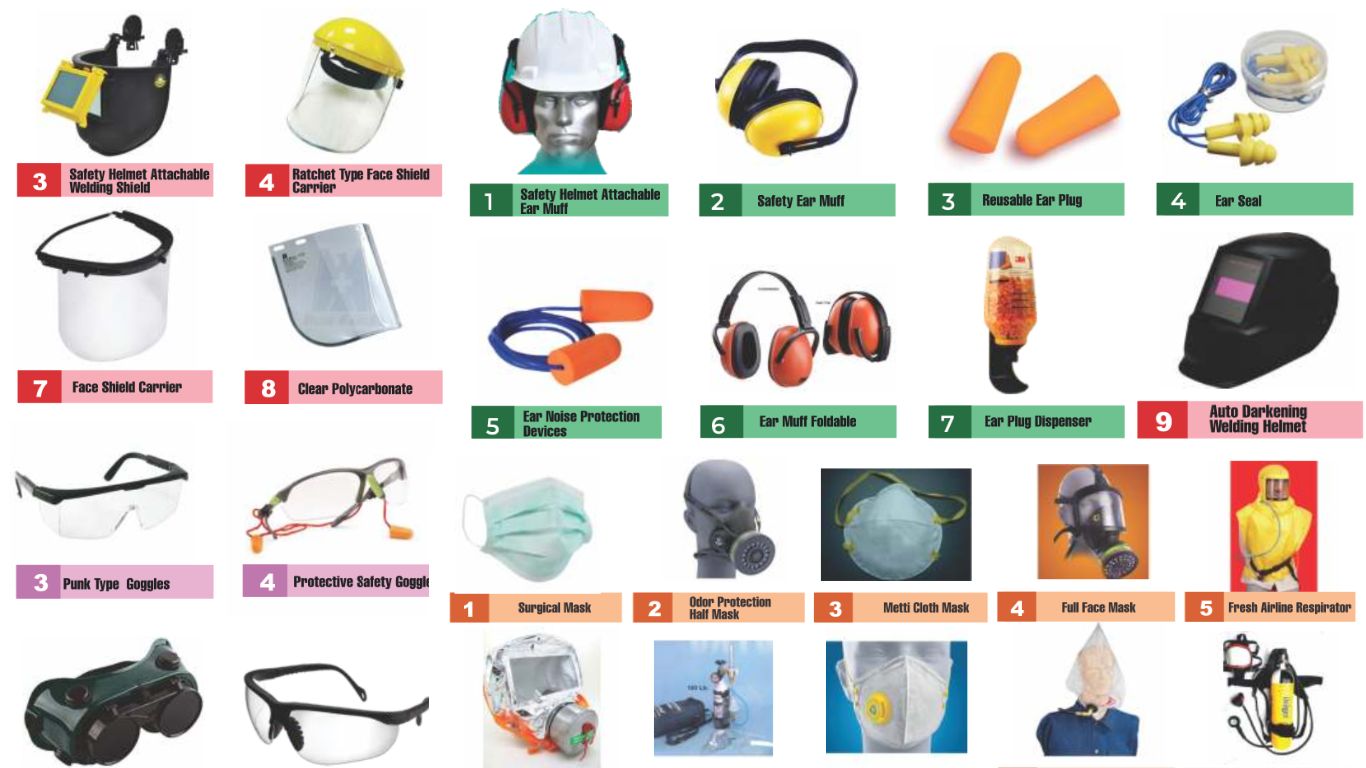 3 Safety Helmet Attachable
Welding Shield
4 Ratchet Type Face Shield
Carrier
1 Safety Helmet Attachable
Ear Muff
2 Safety Ear Muff
3 Reusable Ear Plug
4 Ear Seal
7 Face Shield Carrier
8 Clear Polycarbonate
3M
5 Ear Noise Protection
Devices
6 Ear Muff Foldable
7 Ear Plug Dispenser
9 Auto Darkening
Welding Helmet
3 Punk Type Goggles
4 Protective Safety Goggle
1 Surgical Mask
2 Odor Protection
Half Mask
3 Metti Cloth Mask
4 Full Face Mask
5 Fresh Airline Respirator